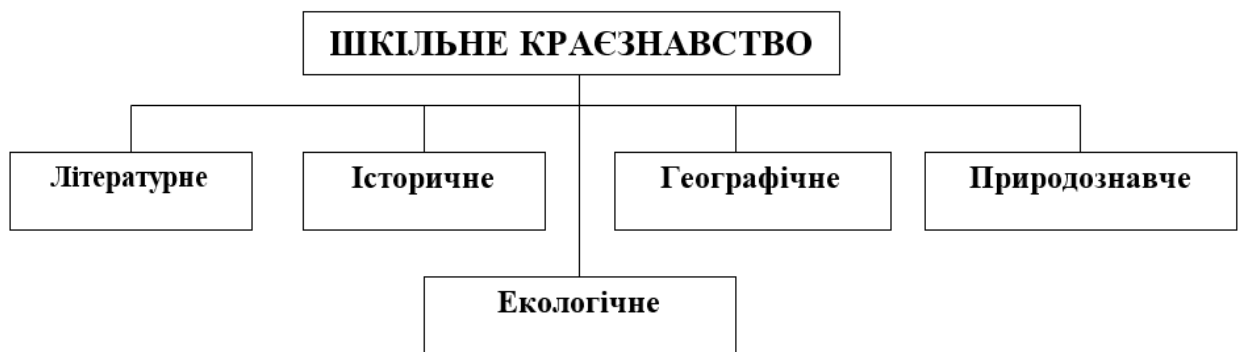 ШКІЛЬНЕ КРАЄЗНАВСТВО
Літературне
Історичне
Географічне
Природознавче
Екологічне